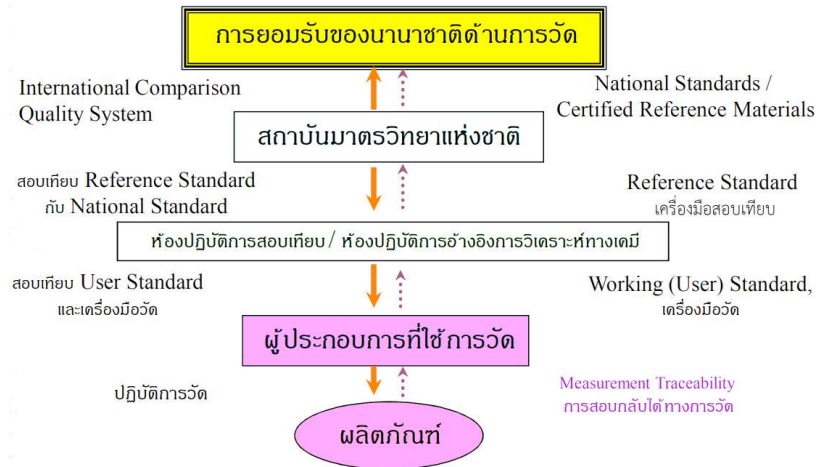 การยอมรับของนานาชาติด้านการวัด
International Comparison
Quality System
National Standards /
Certified Reference Materials
สถาบันมาตรวิทยาแห่งชาติ
สอบเทียบ Reference Standard
กับ National Standard
Reference Standard
เครื่องมือสอบเทียบ
ห้องปฏิบัติการสอบเทียบ / ห้องปฏิบัติการอ้างอิงการวิเคราะห์ทางเคมี
สอบเทียบ User Standard
และเครื่องมือวัด
Working (User) Standard,
เครื่องมือวัด
ผู้ประกอบการที่ใช้การวัด
ปฏิบัติการวัด
Measurement Traceability
การสอบกลับได้ทางการวัด
ผลิตภัณฑ์